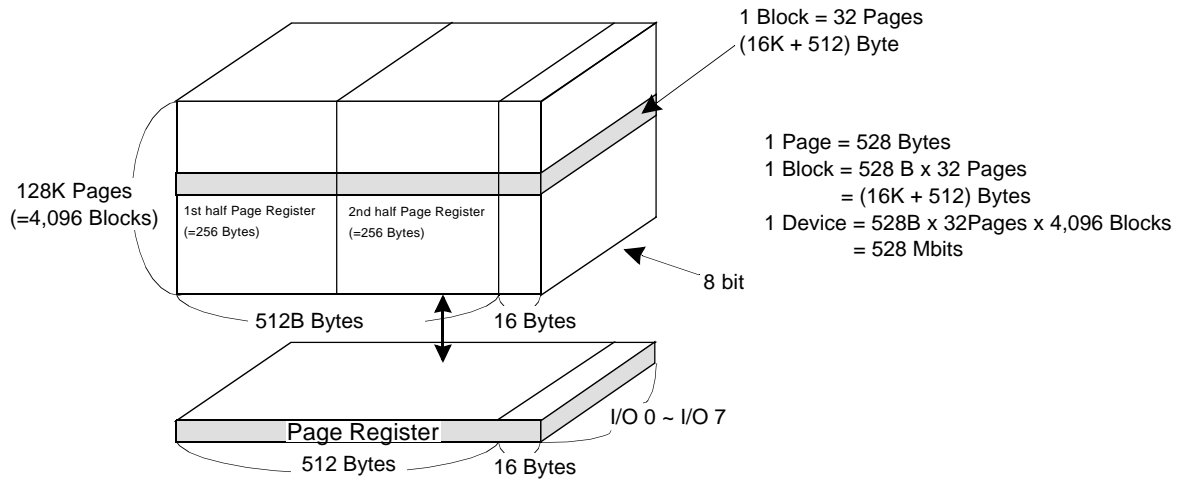 1 Block = 32 Pages
(16K + 512) Byte
1 Page = 528 Bytes
1 Block = 528 B x 32 Pages
= (16K + 512) Bytes
1 Device = 528B x 32Pages x 4,096 Blocks
= 528 Mbits
128K Pages
(=4,096 Blocks)
1st half Page Register
(=256 Bytes)
2nd half Page Register
(=256 Bytes)
8 bit
512B Bytes
16 Bytes
I/O 0 ~ I/O 7
Page Register
512 Bytes
16 Bytes